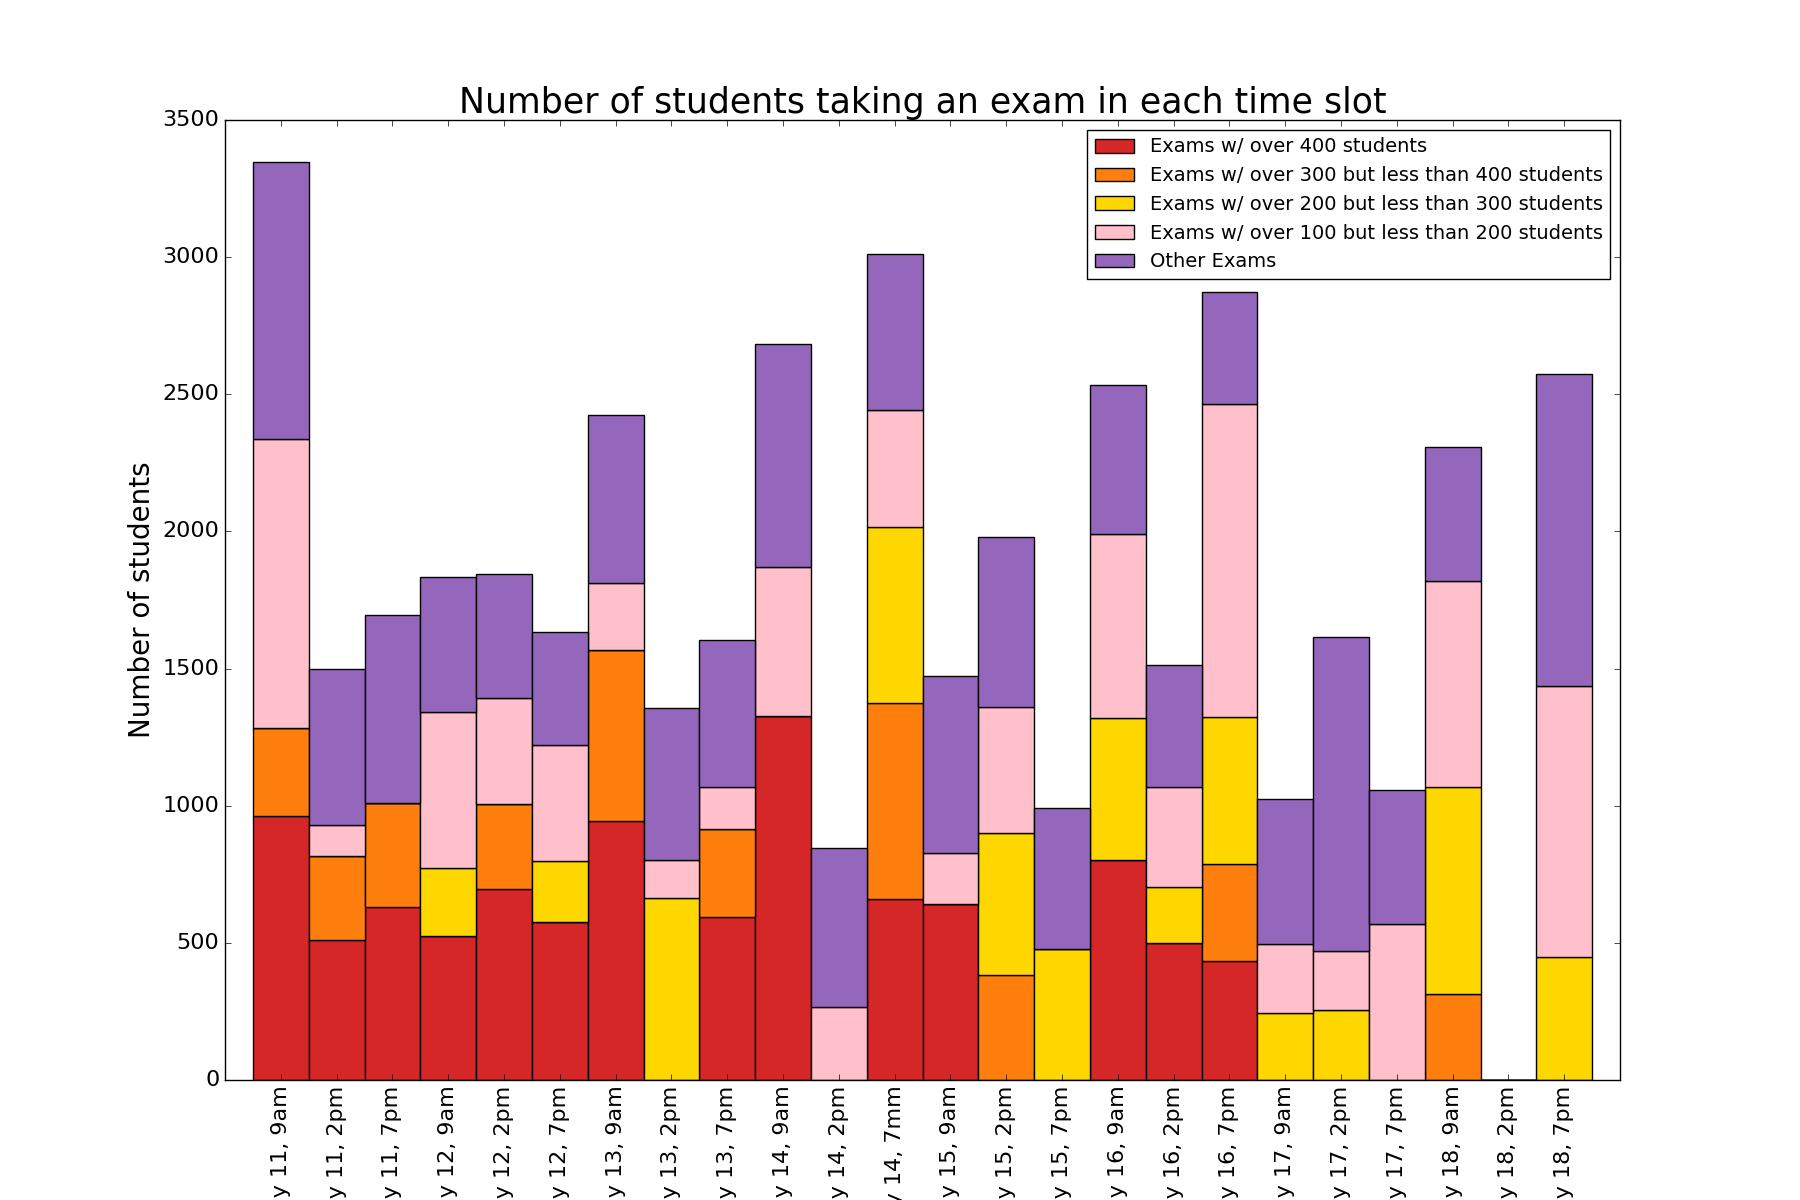 Number of students taking an exam in each time slot
Number of students
3500
3000
2500
2000
1500
1000
500
0
Exams w/ over 400 students
Exams w/ over 300 but less than 400 students
Exams w/ over 200 but less than 300 students
Exams w/ over 100 but less than 200 students
Other Exams
y 11, 9am
y 11, 2pm
y 11, 7pm
y 12, 9am
y 12, 2pm
y 12, 7pm
y 13, 9am
y 13, 2pm
y 13, 7pm
y 14, 9am
y 14, 2pm
y 14, 7mm
y 15, 9am
y 15, 2pm
y 15, 7pm
y 16, 9am
y 16, 2pm
y 16, 7pm
y 17, 9am
y 17, 2pm
y 17, 7pm
y 18, 9am
y 18, 2pm
y 18, 7pm